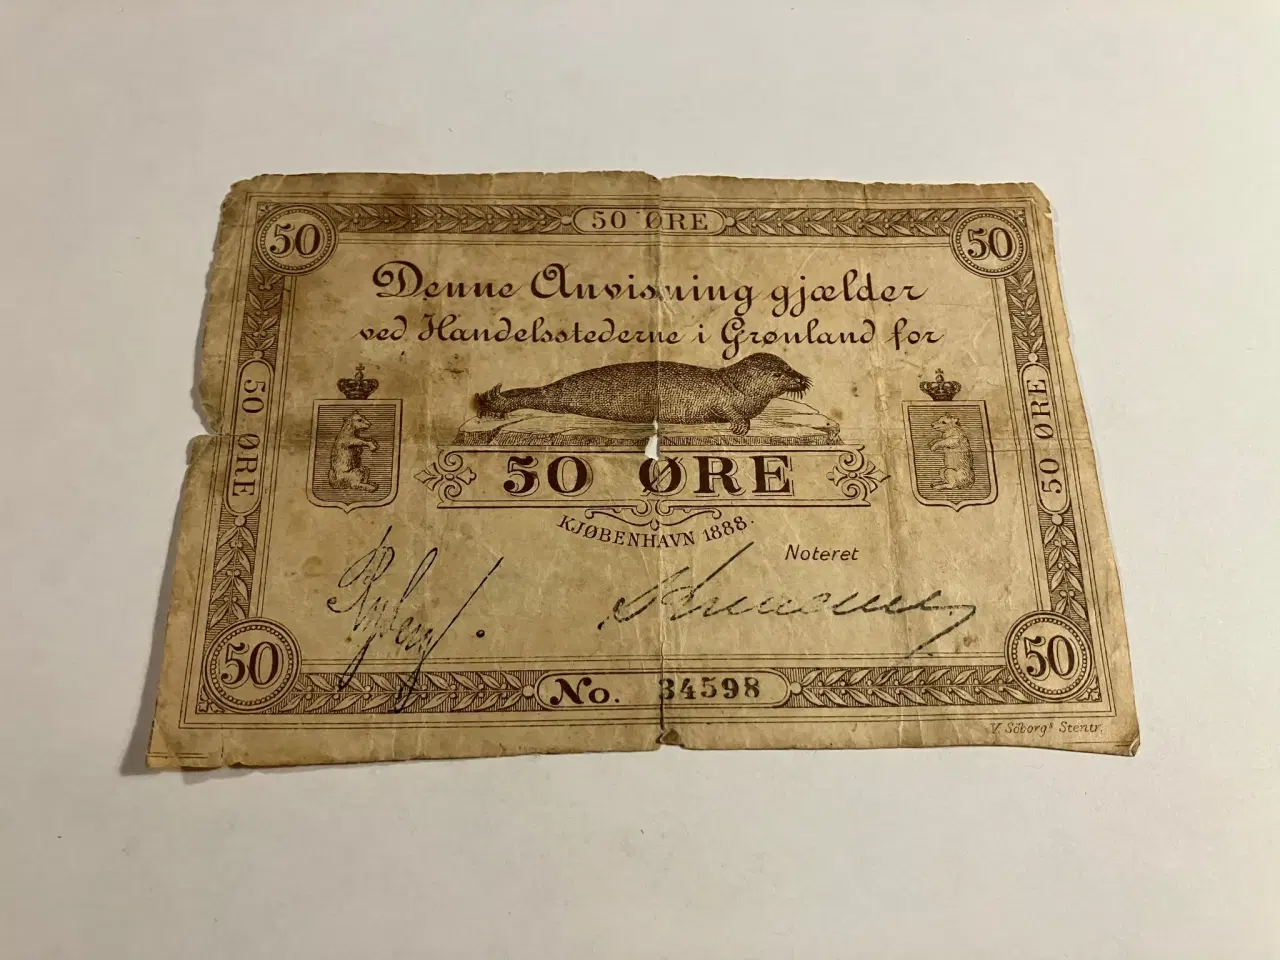 50 50 ØRE 50
Denne Anvisning gjælder
ved Handelsstederne i Grønland for
50 ØRE
50 ØRE
50 ØRE
KJØBENHAVN 1888.
Noteret
50 No. 34598 50
V. Söborgs Stentr.